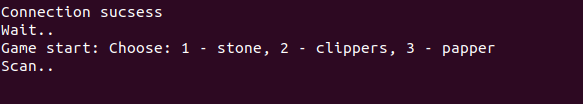 Connection sucsess
Wait..
Game start: Choose: 1 - stone, 2 - clippers, 3 - papper
Scan..